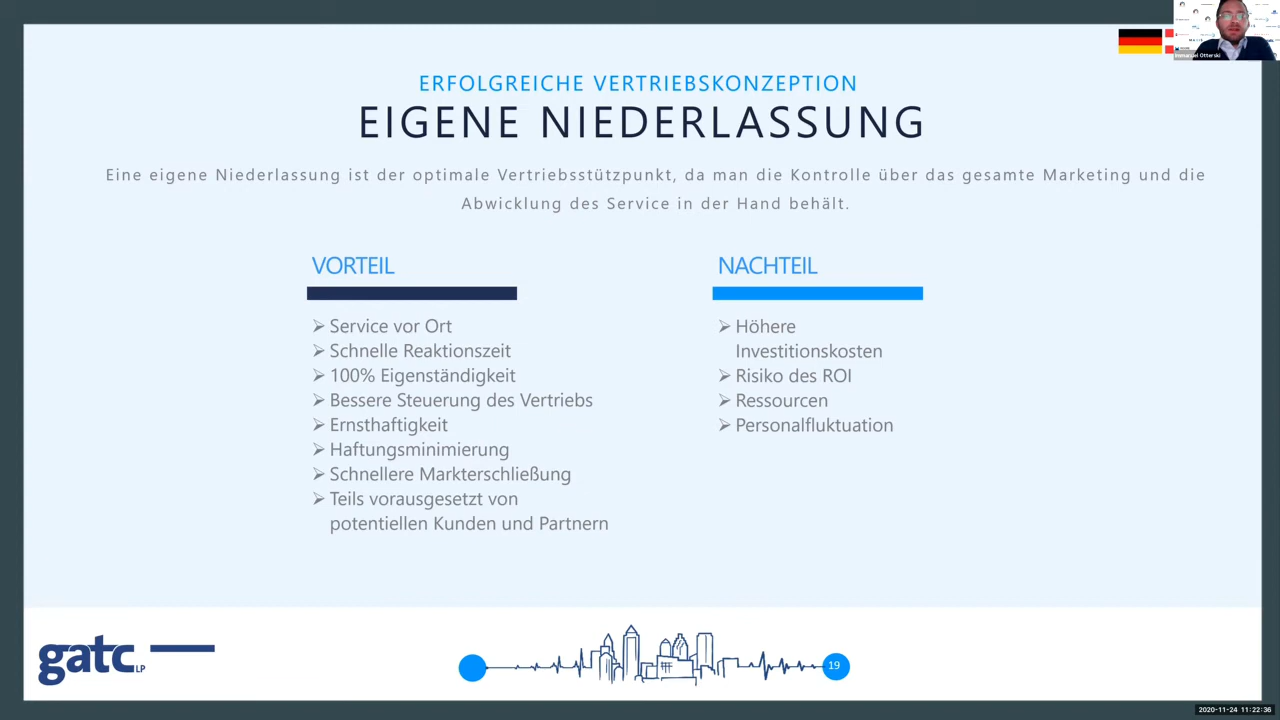 ERFOLGREICHE VERTRIEBSKONZEPTION
EIGENE NIEDERLASSUNG
Eine eigene Niederlassung ist der optimale Vertriebsstützpunkt, da man die Kontrolle über das gesamte Marketing und die
Abwicklung des Service in der Hand behält.
VORTEIL
Service vor Ort
Schnelle Reaktionszeit
100% Eigenständigkeit
Bessere Steuerung des Vertriebs
Ernsthaftigkeit
Haftungsminimierung
Schnellere Markterschließung
Teils vorausgesetzt von
potentiellen Kunden und Partnern
NACHTEIL
Höhere
Investitionskosten
Risiko des ROI
Ressourcen
Personalfluktuation
gatc LP
19
Otterski
2020-11-24 11:22:36